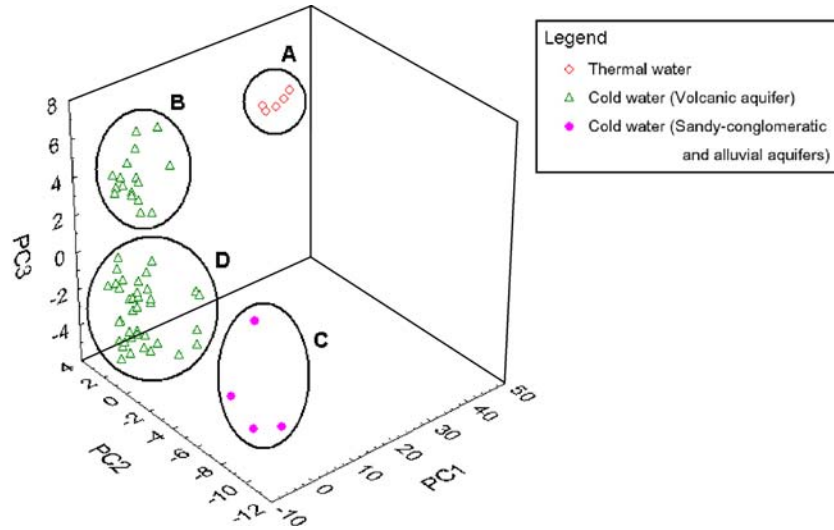 A
B
D
C
8
6
4
2
0
-2
-4
PC3
4
2
0
-2
-4
-6
-8
-10
-12
PC2
-10
0
10
20
30
40
50
PC1
Legend
Thermal water
Cold water (Volcanic aquifer)
Cold water (Sandy-conglomeratic
and alluvial aquifers)